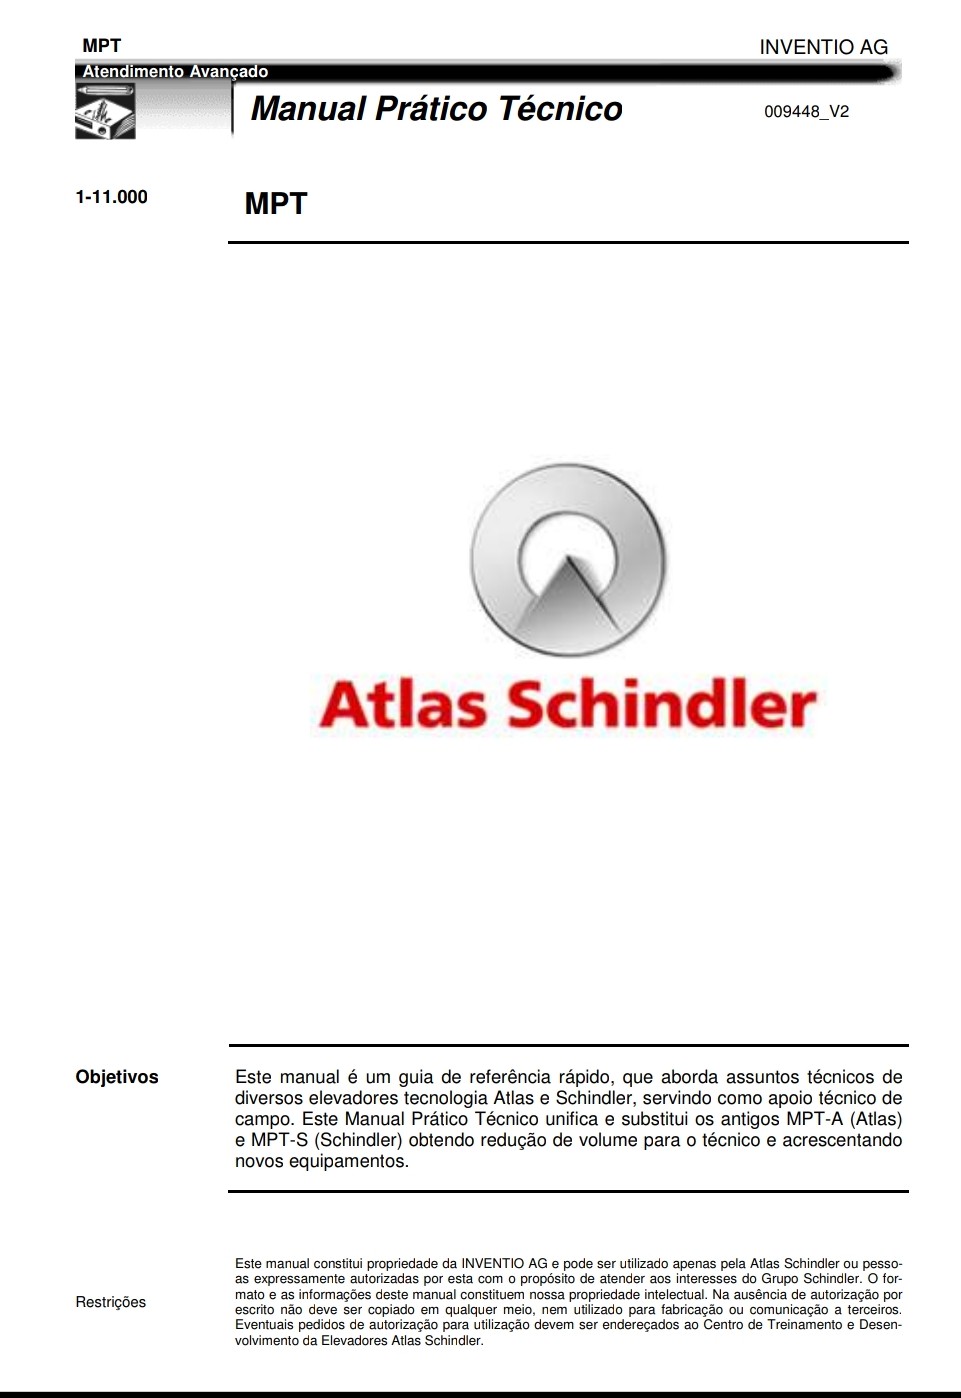 MPT
INVENTIO AG
Atendimento Avançado
Manual Prático Técnico
009448_V2
1-11.000
MPT
Atlas Schindler
Objetivos
Este manual é um guia de referência rápido, que aborda assuntos técnicos de
diversos elevadores tecnologia Atlas e Schindler, servindo como apoio técnico de
campo. Este Manual Prático Técnico unifica e substitui os antigos MPT-A (Atlas)
e MPT-S (Schindler) obtendo redução de volume para o técnico e acrescentando
novos equipamentos.
Restrições
Este manual constitui propriedade da INVENTIO AG e pode ser utilizado apenas pela Atlas Schindler ou pesso-
as expressamente autorizadas por esta com o propósito de atender aos interesses do Grupo Schindler. O for-
mato e as informações deste manual constituem nossa propriedade intelectual. Na ausência de autorização por
escrito não deve ser copiado em qualquer meio, nem utilizado para fabricação ou comunicação a terceiros.
Eventuais pedidos de autorização para utilização devem ser endereçados ao Centro de Treinamento e Desen-
volvimento da Elevadores Atlas Schindler.